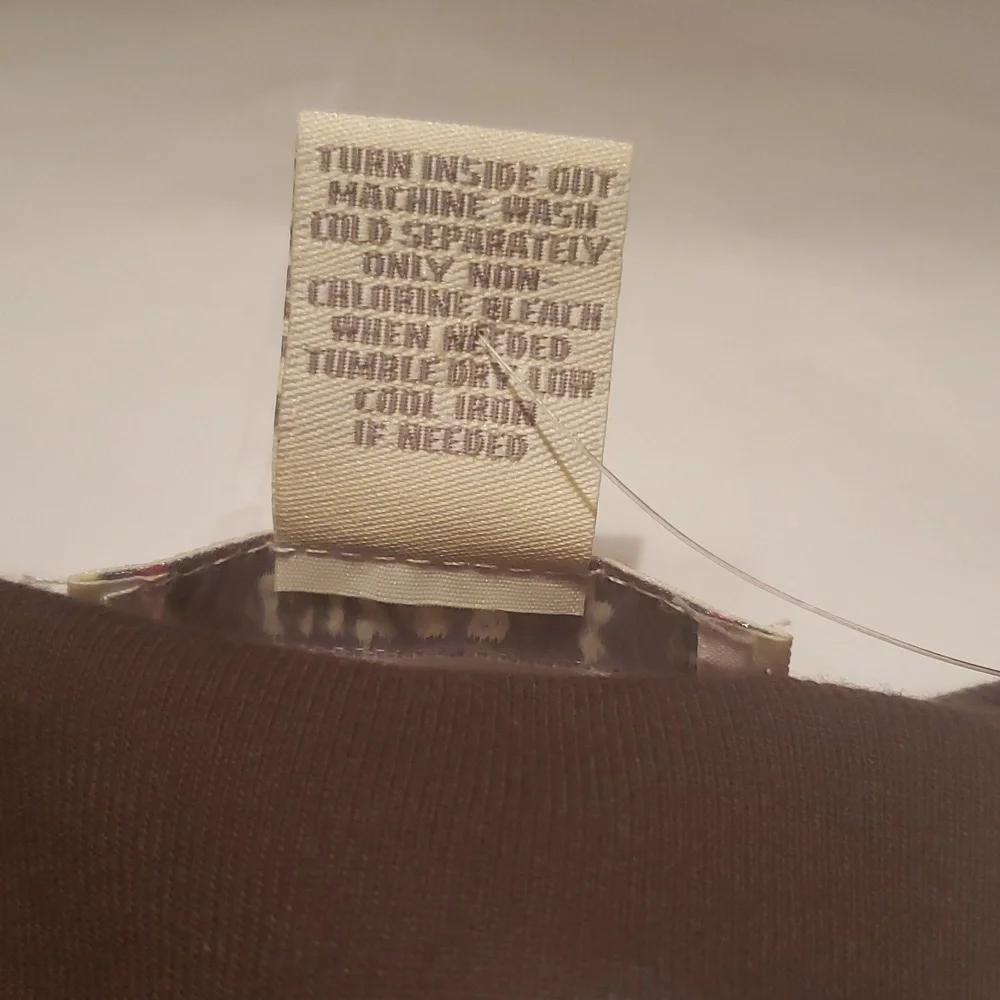 TURN INSIDE OUT
MACHINE WASH
COLD SEPARATELY
ONLY NON-
CHLORINE BLEACH
WHEN NEEDED
TUMBLE DRY LOW
COOL IRON
IF NEEDED